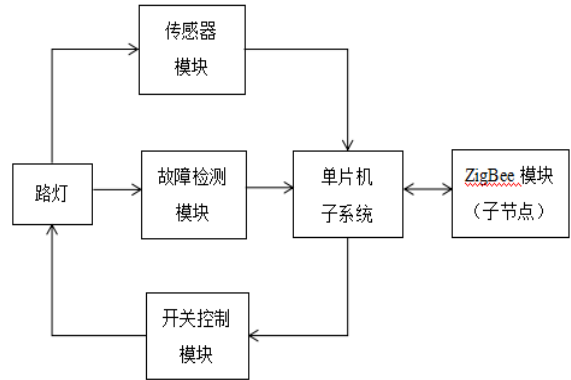 传感器
模块
路灯
故障检测
模块
单片机
子系统
ZigBee 模块
（子节点）
开关控制
模块